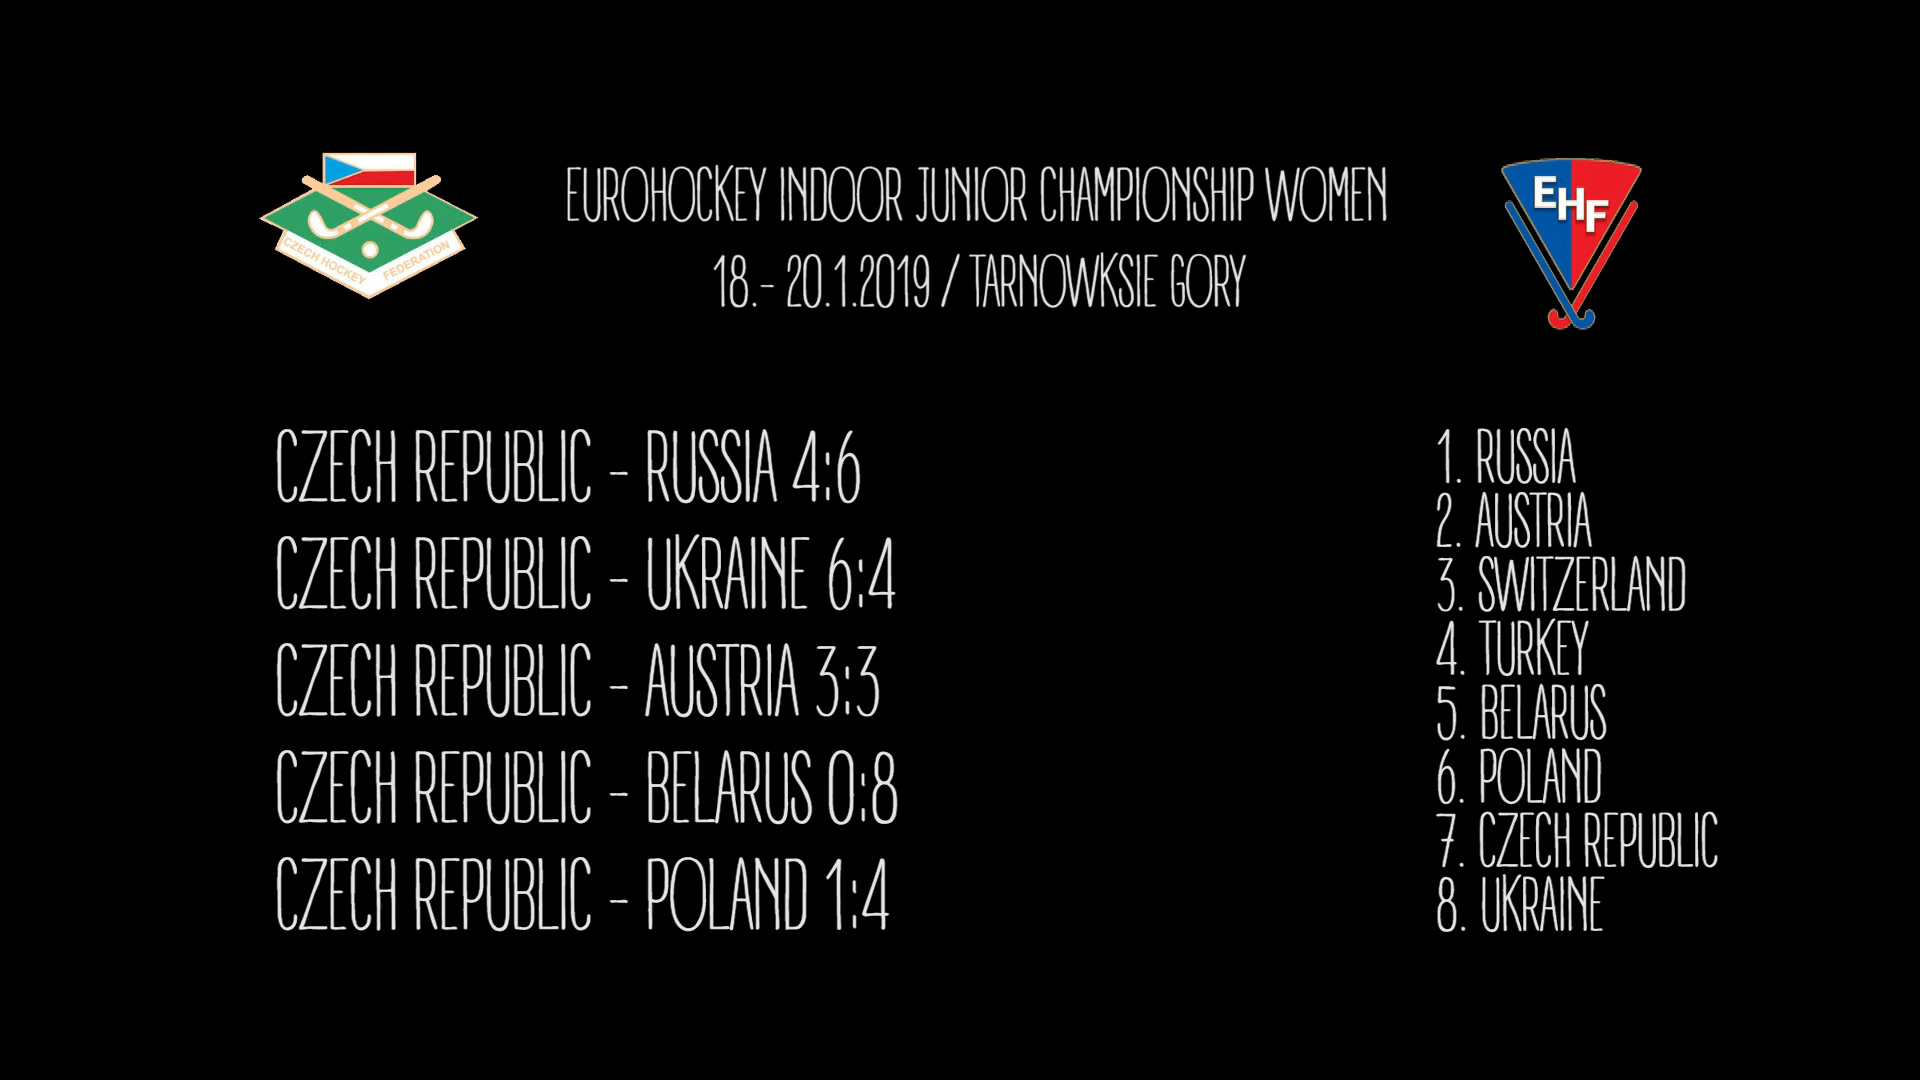 EUROHOCKEY INDOOR JUNIOR CHAMPIONSHIP WOMEN
18.- 20.1.2019 / TARNOWKSIE GORY
CZECH HOCKEY FEDERATION
EHF
CZECH REPUBLIC - RUSSIA 4:6
CZECH REPUBLIC - UKRAINE 6:4
CZECH REPUBLIC - AUSTRIA 3:3
CZECH REPUBLIC - BELARUS 0:8
CZECH REPUBLIC - POLAND 1:4
1. RUSSIA
2. AUSTRIA
3. SWITZERLAND
4. TURKEY
5. BELARUS
6. POLAND
7. CZECH REPUBLIC
8. UKRAINE